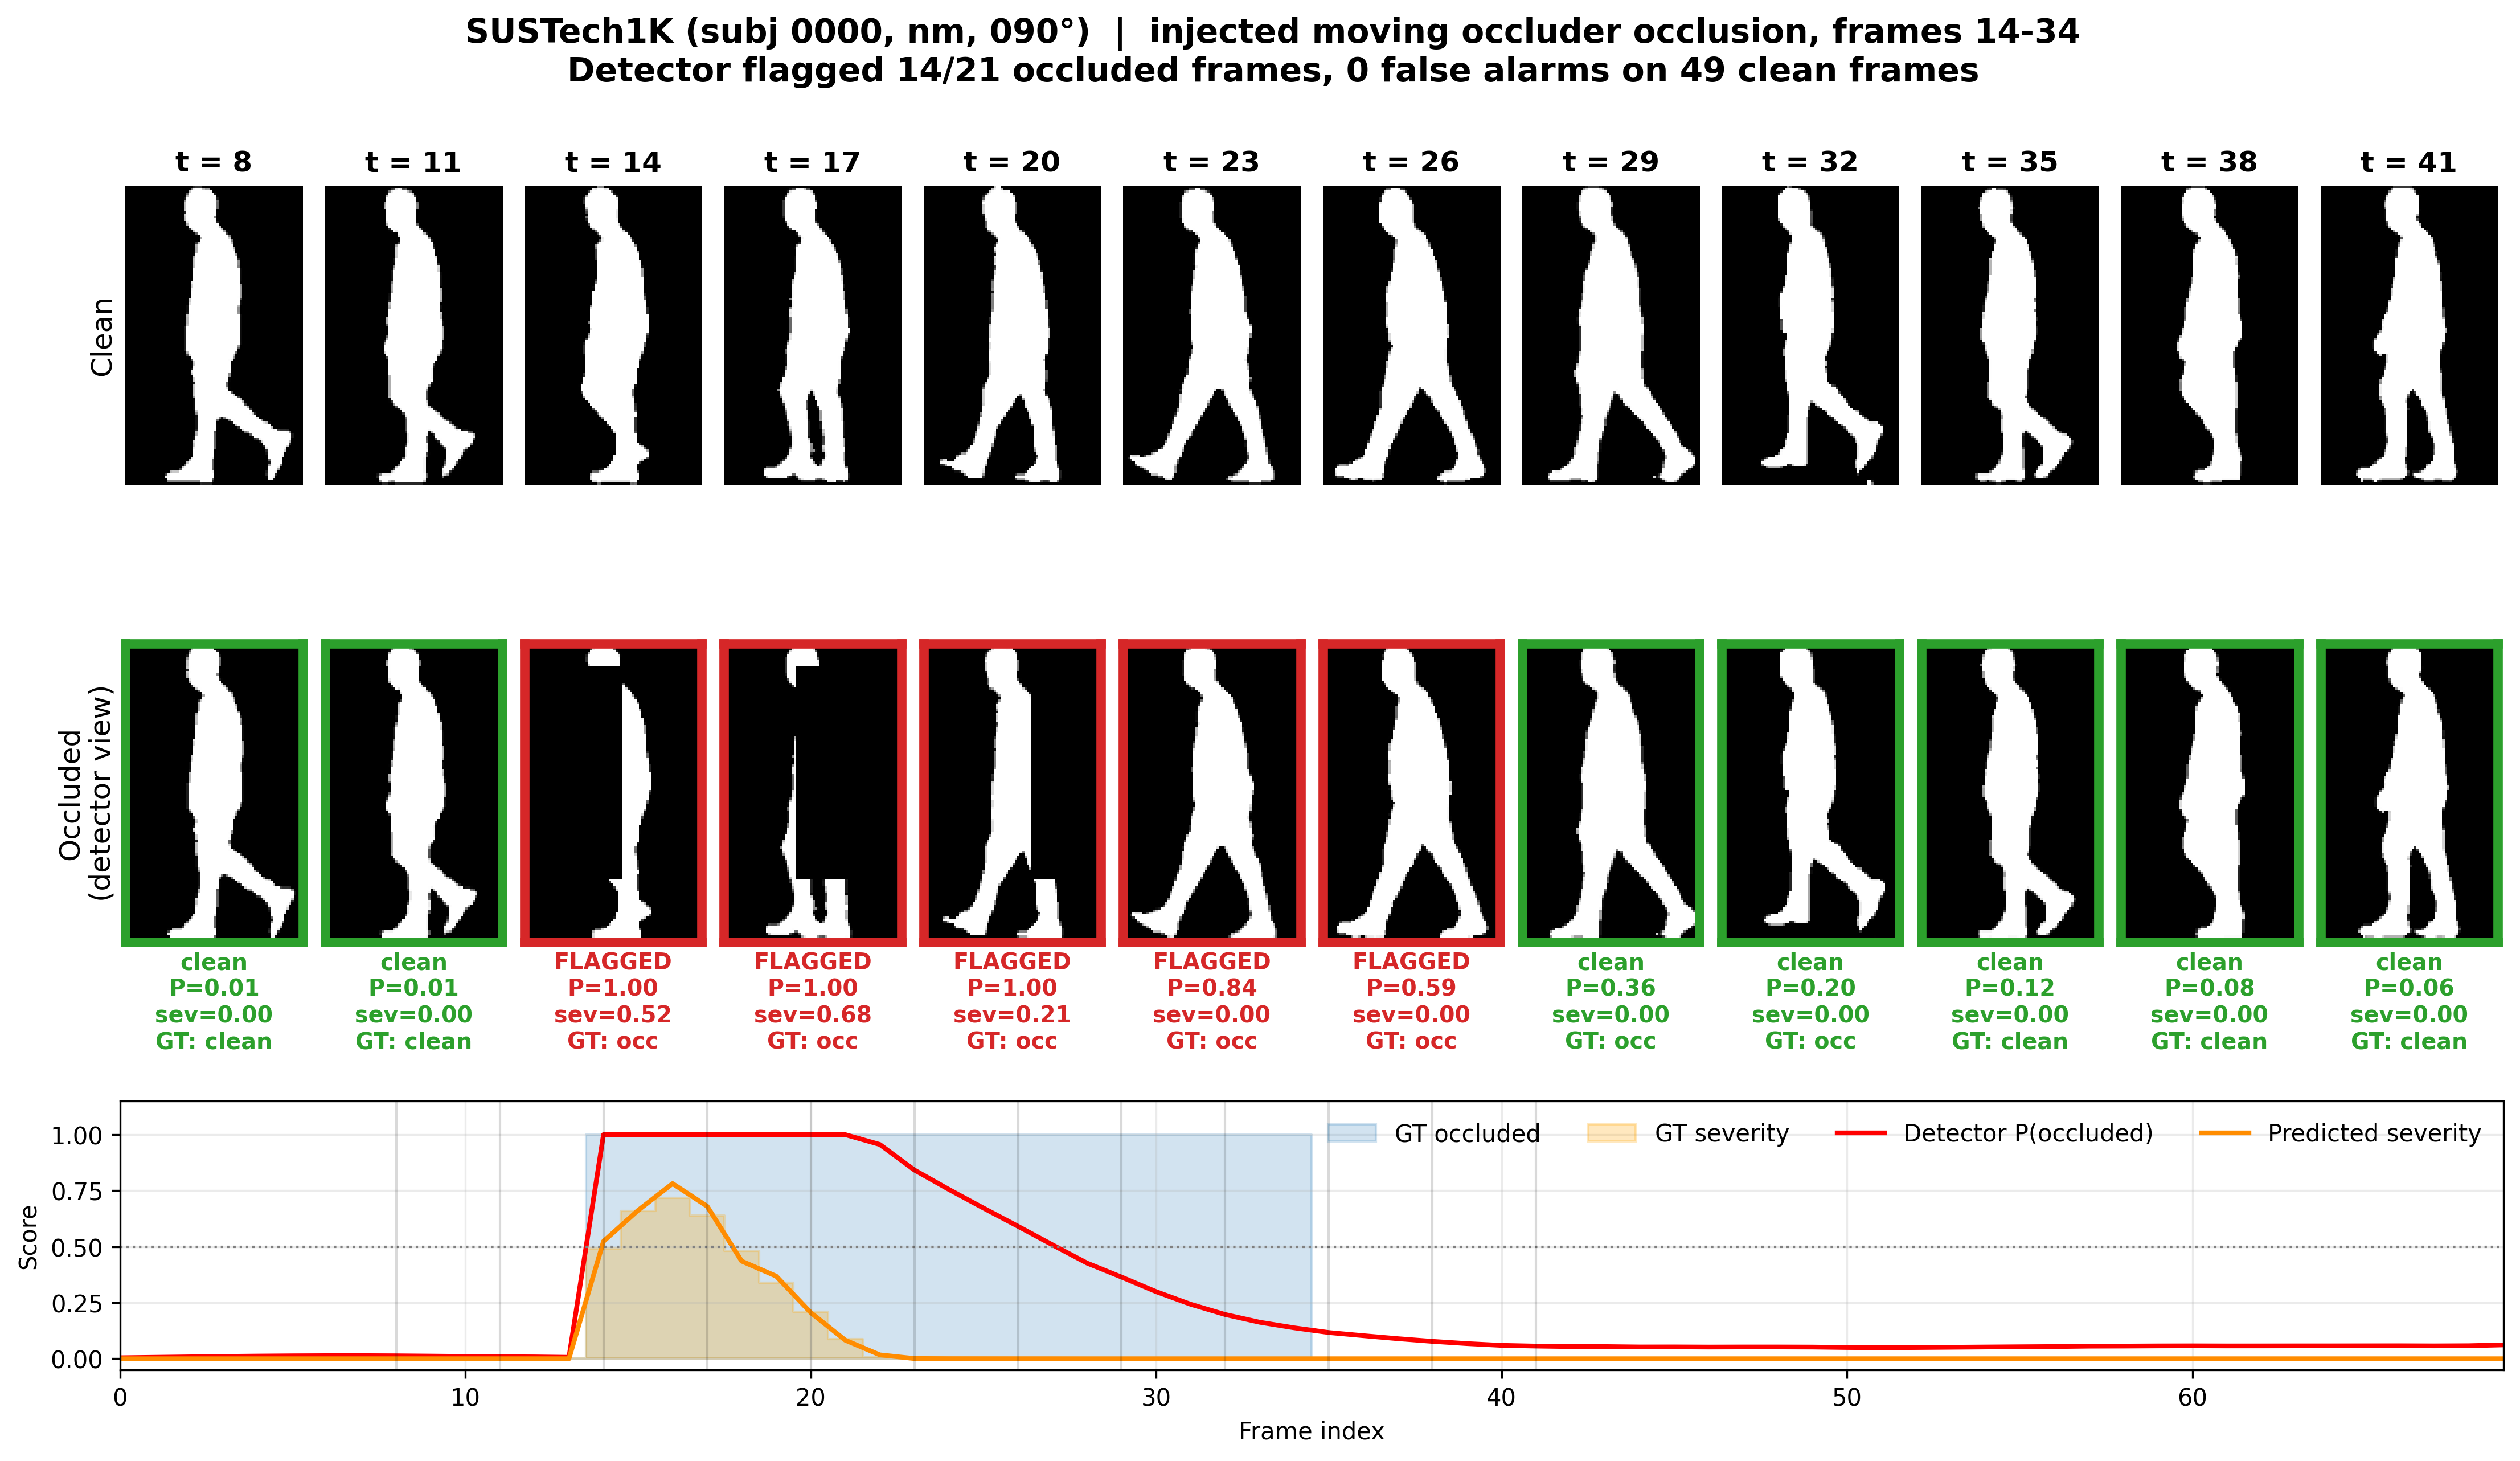 SUSTech1K (subj 0000, nm, 090°) | injected moving occluder occlusion, frames 14-34
Detector flagged 14/21 occluded frames, 0 false alarms on 49 clean frames
t = 8 t = 11 t = 14 t = 17 t = 20 t = 23 t = 26 t = 29 t = 32 t = 35 t = 38 t = 41
Clean
Occluded
(detector view)
clean clean FLAGGED FLAGGED FLAGGED FLAGGED FLAGGED clean clean clean clean clean
P=0.01 P=0.01 P=1.00 P=1.00 P=1.00 P=0.84 P=0.59 P=0.36 P=0.20 P=0.12 P=0.08 P=0.06
sev=0.00 sev=0.00 sev=0.52 sev=0.68 sev=0.21 sev=0.00 sev=0.00 sev=0.00 sev=0.00 sev=0.00 sev=0.00 sev=0.00
GT: clean GT: clean GT: occ GT: occ GT: occ GT: occ GT: occ GT: occ GT: occ GT: clean GT: clean GT: clean
GT occluded GT severity Detector P(occluded) Predicted severity
Score
1.00
0.75
0.50
0.25
0.00
0 10 20 30 40 50 60
Frame index